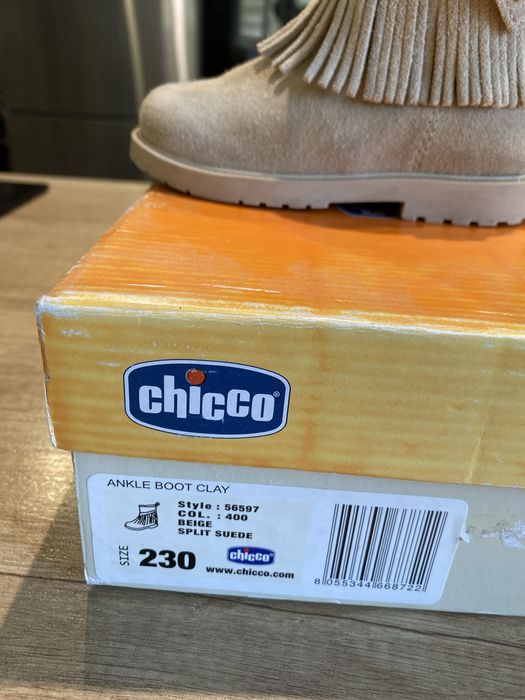 chicco®
ANKLE BOOT CLAY
Style : 56597
COL. : 400
BEIGE
SPLIT SUEDE
SIZE 230
chicco
www.chicco.com
8 055344 668722